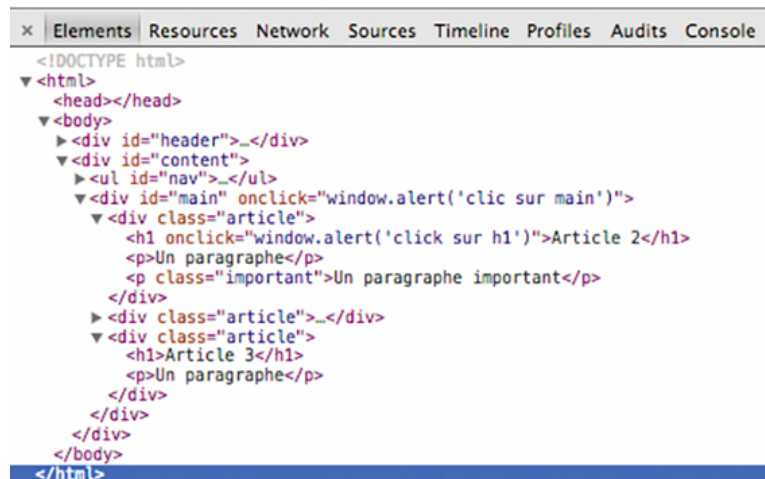 × Elements Resources Network Sources Timeline Profiles Audits Console
<!DOCTYPE html>
▼<html>
<head></head>
▼<body>
▶<div id="header">…</div>
▼<div id="content">
▶<ul id="nav">…</ul>
▼<div id="main" onclick="window.alert('clic sur main')">
▼<div class="article">
<h1 onclick="window.alert('click sur h1')">Article 2</h1>
<p>Un paragraphe</p>
<p class="important">Un paragraphe important</p>
</div>
▶<div class="article">…</div>
▼<div class="article">
<h1>Article 3</h1>
<p>Un paragraphe</p>
</div>
</div>
</div>
</body>
</html>